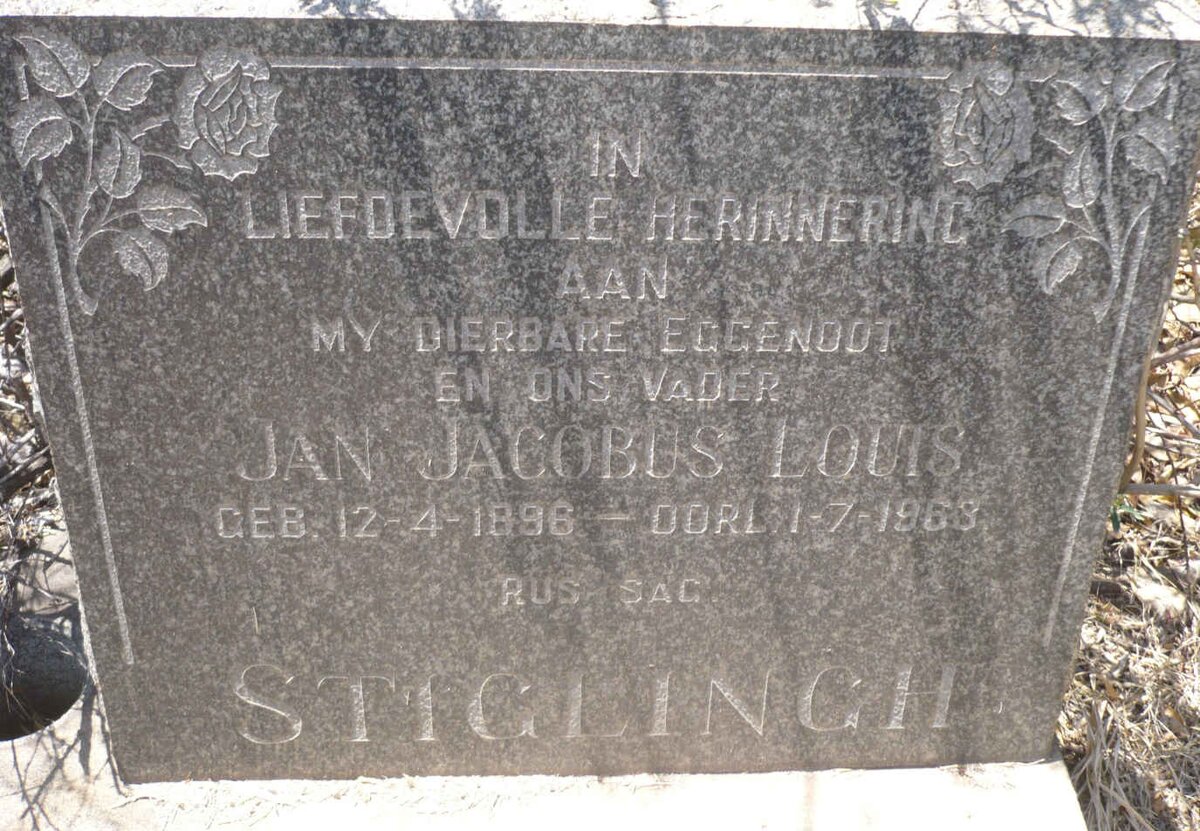 IN
LIEFDEVOLLE HERINNERING
AAN
MY DIERBARE EGGENOOT
EN ONS VADER
JAN JACOBUS LOUIS
GEB. 12-4-1896 — OORL. 1-7-1963
RUS SAG
STIGLINGH